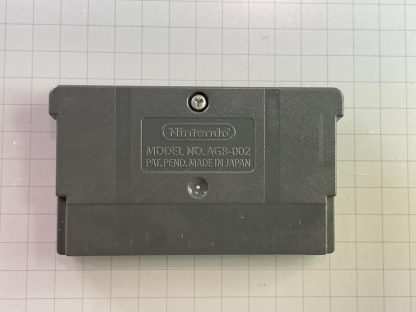 Nintendo
MODEL NO. AGB-002
PAT. PEND. MADE IN JAPAN